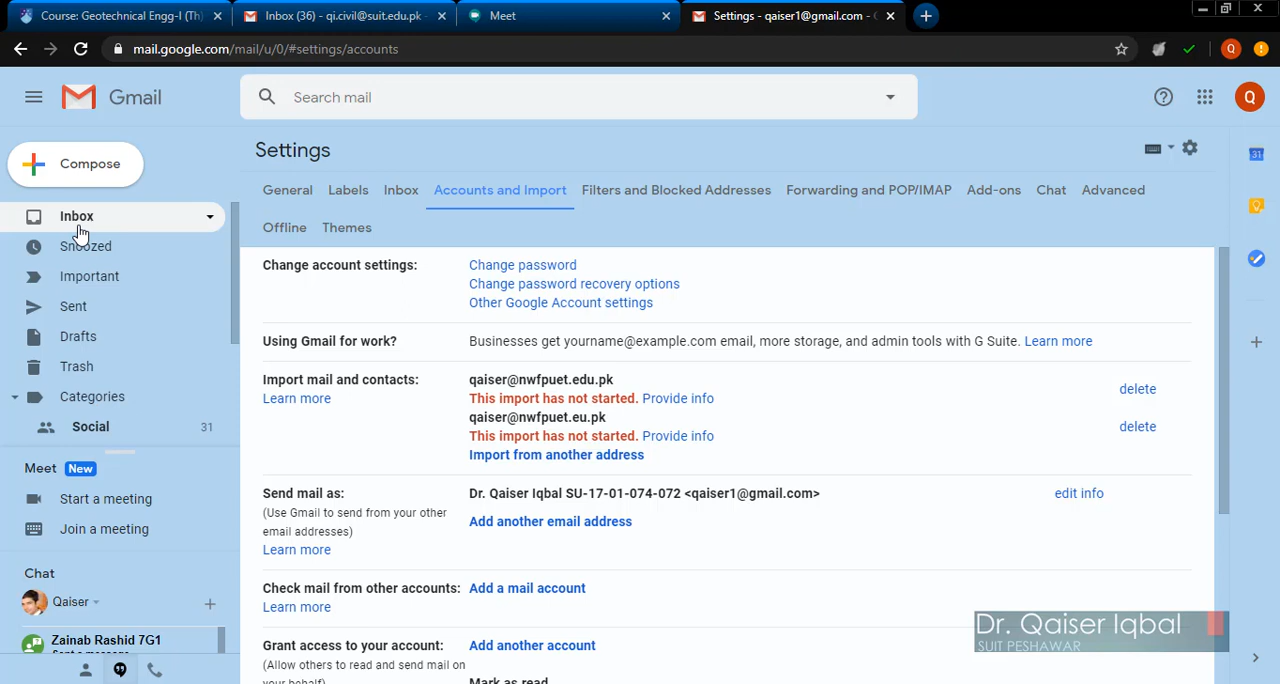 Course: Geotechnical Engg-I (Th)
Inbox (36) - qi.civil@suit.edu.pk -
Meet
Settings - qaiser1@gmail.com -
mail.google.com/mail/u/0/#settings/accounts
Q
Gmail
Search mail
Q
Compose
Settings
General Labels Inbox Accounts and Import Filters and Blocked Addresses Forwarding and POP/IMAP Add-ons Chat Advanced
Offline Themes
31
Inbox
Snoozed
Important
Sent
Drafts
Trash
Categories
Social 31
Meet New
Start a meeting
Join a meeting
Chat
Qaiser
Zainab Rashid 7G1
Change account settings: Change password
Change password recovery options
Other Google Account settings
Using Gmail for work? Businesses get yourname@example.com email, more storage, and admin tools with G Suite. Learn more
Import mail and contacts: qaiser@nwfpuet.edu.pk
Learn more This import has not started. Provide info delete
qaiser@nwfpuet.eu.pk
This import has not started. Provide info delete
Import from another address
Send mail as: Dr. Qaiser Iqbal SU-17-01-074-072 <qaiser1@gmail.com> edit info
(Use Gmail to send from your other
email addresses) Add another email address
Learn more
Check mail from other accounts: Add a mail account
Learn more
Grant access to your account: Add another account
(Allow others to read and send mail on
your behalf) Mark as read
Dr. Qaiser Iqbal
SUIT PESHAWAR